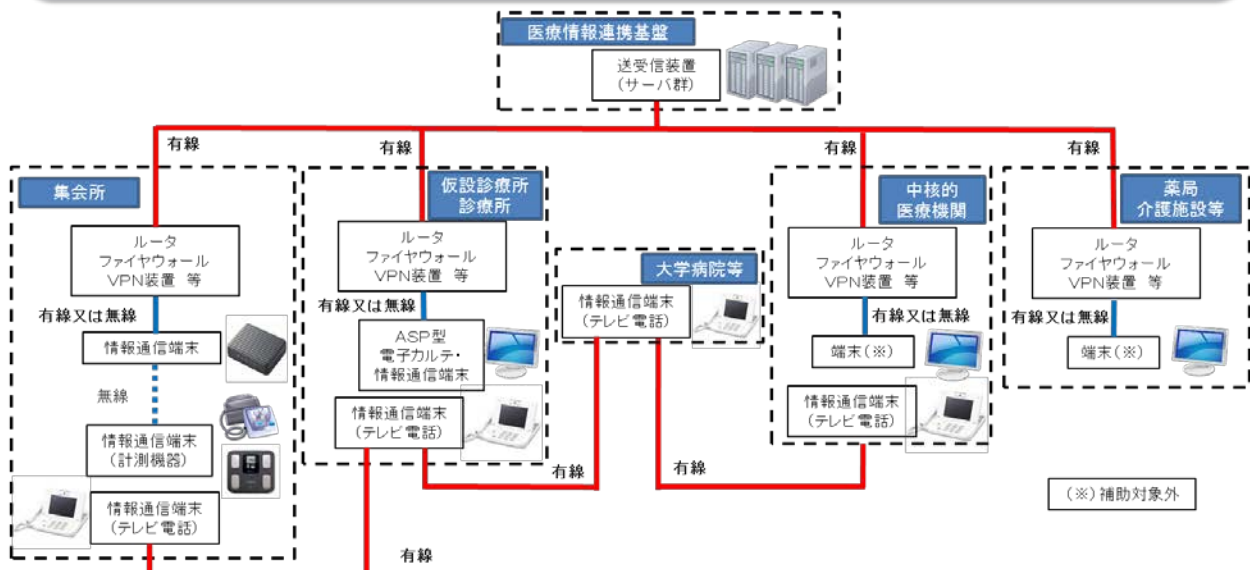 医療情報連携基盤
送受信装置
(サーバ群)
有線
有線
有線
有線
集会所
ルータ
ファイヤウォール
VPN装置 等
有線又は無線
情報通信端末
無線
情報通信端末
(計測機器)
情報通信端末
(テレビ電話)
仮設診療所
診療所
ルータ
ファイヤウォール
VPN装置 等
有線又は無線
ASP型
電子カルテ・
情報通信端末
情報通信端末
(テレビ電話)
有線
有線
大学病院等
情報通信端末
(テレビ電話)
有線
中核的
医療機関
ルータ
ファイヤウォール
VPN装置 等
有線又は無線
端末(※)
情報通信端末
(テレビ電話)
薬局
介護施設等
ルータ
ファイヤウォール
VPN装置 等
有線又は無線
端末(※)
(※)補助対象外